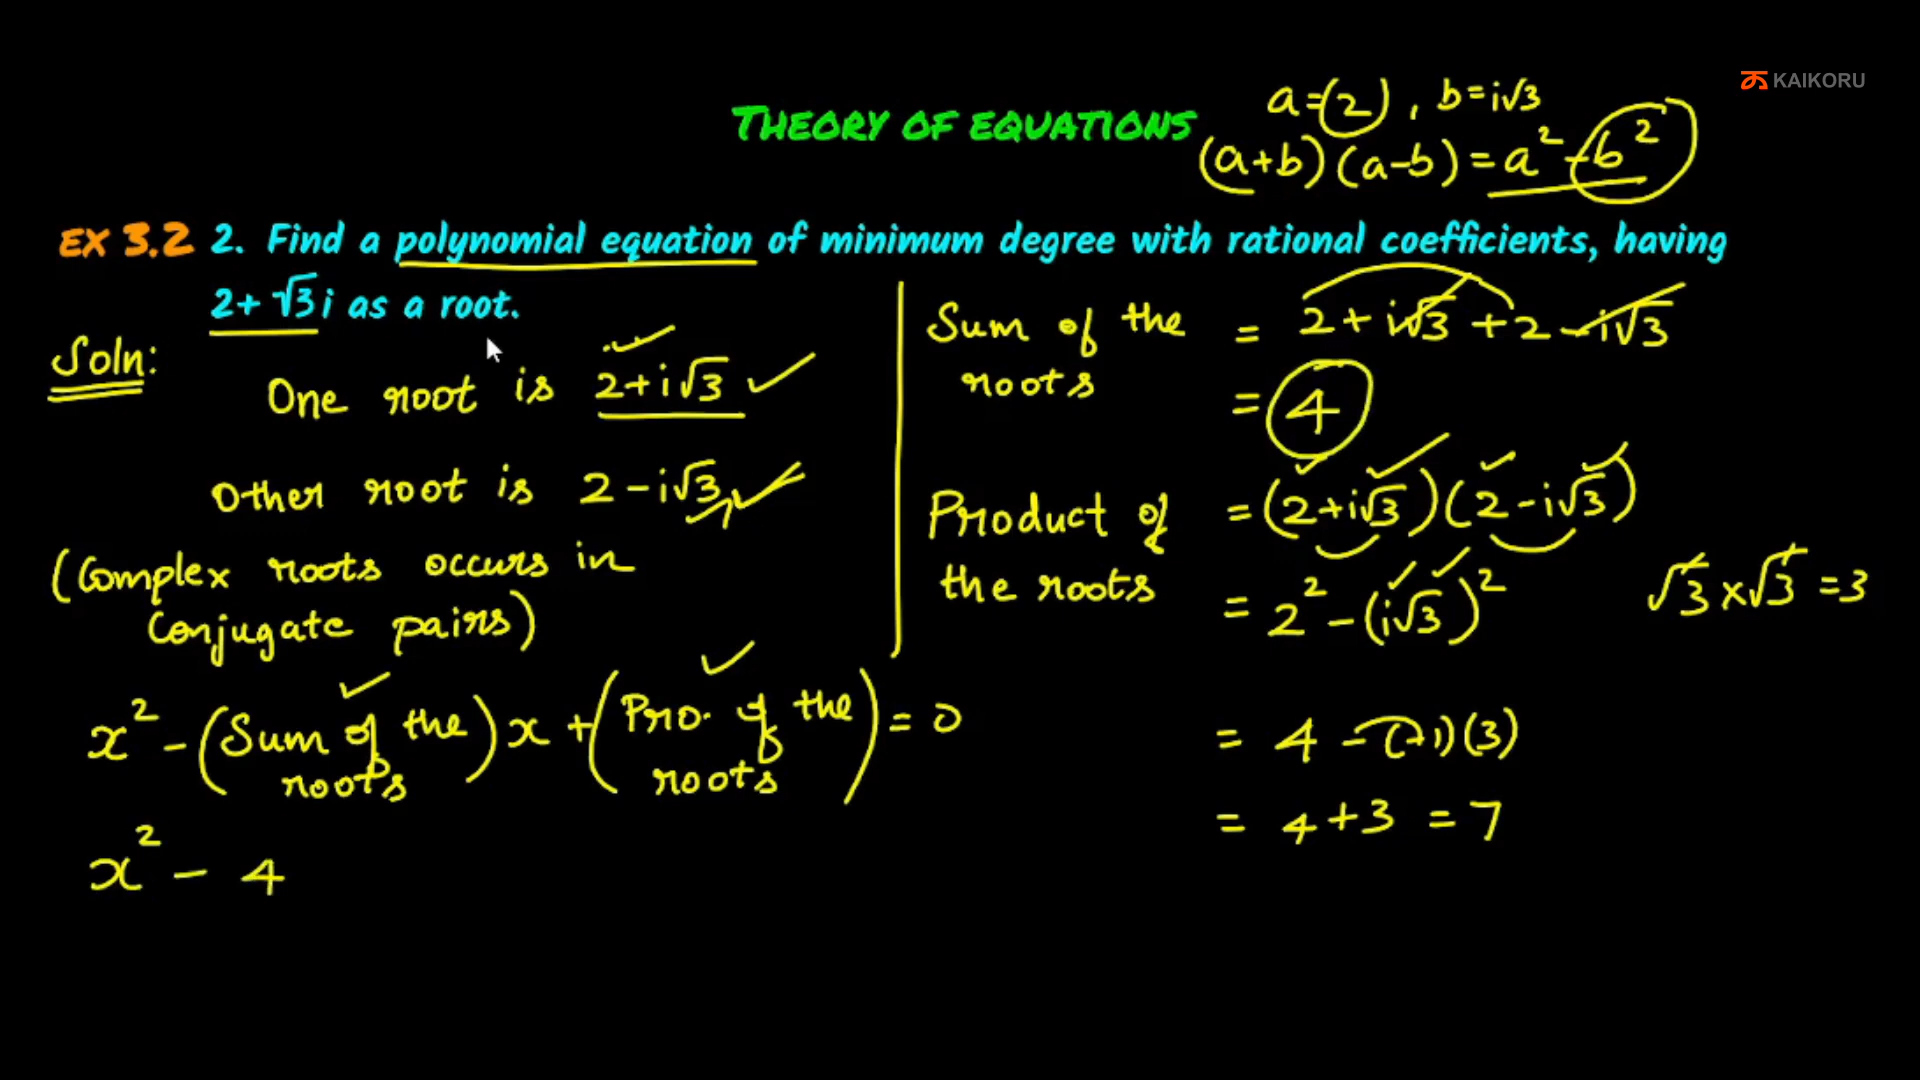 KAIKORU
THEORY OF EQUATIONS
a=(2), b=i√3
(a+b)(a-b)=a²-b²
EX 3.2 2. Find a polynomial equation of minimum degree with rational coefficients, having
2+ √3 i as a root.
Soln:
One root is 2+i√3
Other root is 2-i√3
(Complex roots occurs in
Conjugate pairs)
x² - (Sum of the roots) x + (Pro. of the roots) = 0
x² - 4
Sum of the roots = 2+i√3 +2 -i√3
= 4
Product of the roots = (2+i√3)(2-i√3)
= 2² - (i√3)²
√3 x √3 = 3
= 4 - (-1)(3)
= 4 +3 = 7